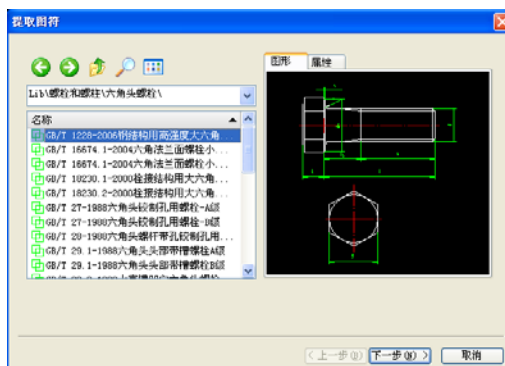 提取图符
图形 属性
Lib\螺栓和螺柱\六角头螺栓\
名称
GB/T 1228-2006钢结构用高强度大六角...
GB/T 16674.1-2004六角法兰面螺栓小...
GB/T 16674.1-2004六角法兰面螺栓小...
GB/T 18230.1-2000栓接结构用大六角...
GB/T 18230.2-2000栓接结构用大六角...
GB/T 27-1988六角头铰制孔用螺栓-A级
GB/T 27-1988六角头铰制孔用螺栓-B级
GB/T 28-1988六角头螺杆带孔铰制孔用...
GB/T 29.1-1988六角头头部带槽螺栓A级
GB/T 29.1-1988六角头头部带槽螺栓B级
<上一步(U) 下一步(N) > 取消